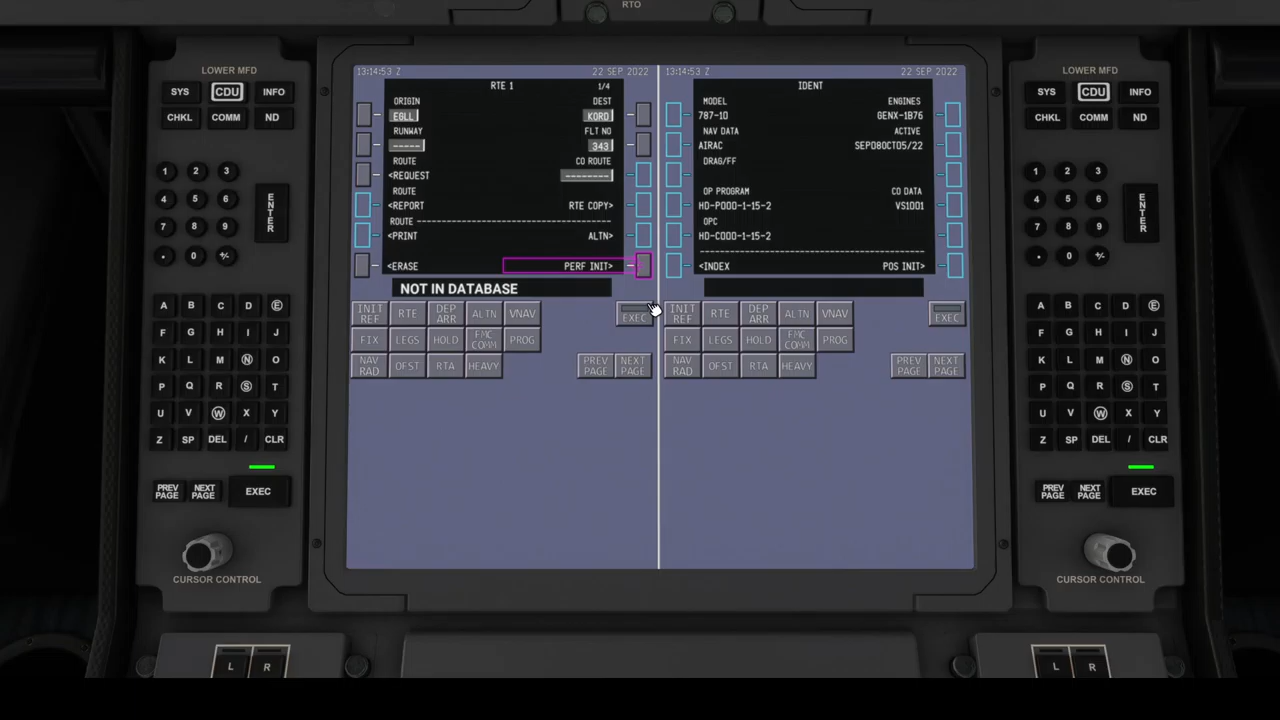 RTO
LOWER MFD
SYS CDU INFO
CHKL COMM ND
1 2 3
4 5 6
7 8 9
. 0 +/-
ENTER
A B C D E
F G H I J
K L M N O
P Q R S T
U V W X Y
Z SP DEL / CLR
PREV PAGE NEXT PAGE EXEC
CURSOR CONTROL
L R
13:14:53 Z 22 SEP 2022
RTE 1 1/4
ORIGIN DEST
EGLL KORD
RUNWAY FLT NO
----- 343
ROUTE CO ROUTE
<REQUEST --------
ROUTE
<REPORT RTE COPY>
ROUTE ----------------------------------------
<PRINT ALTN>
<ERASE PERF INIT>
NOT IN DATABASE
INIT REF RTE DEP ARR ALTN VNAV EXEC
FIX LEGS HOLD FMC COMM PROG
NAV RAD OFST RTA HEAVY PREV PAGE NEXT PAGE
13:14:53 Z 22 SEP 2022
IDENT
MODEL ENGINES
787-10 GENX-1B76
NAV DATA ACTIVE
AIRAC SEP08OCT05/22
DRAG/FF
OP PROGRAM CO DATA
HD-P000-1-15-2 VS1001
OPC
HD-C000-1-15-2
------------------------------------------------
<INDEX POS INIT>
INIT REF RTE DEP ARR ALTN VNAV EXEC
FIX LEGS HOLD FMC COMM PROG
NAV RAD OFST RTA HEAVY PREV PAGE NEXT PAGE
LOWER MFD
SYS CDU INFO
CHKL COMM ND
1 2 3
4 5 6
7 8 9
. 0 +/-
ENTER
A B C D E
F G H I J
K L M N O
P Q R S T
U V W X Y
Z SP DEL / CLR
PREV PAGE NEXT PAGE EXEC
CURSOR CONTROL
L R